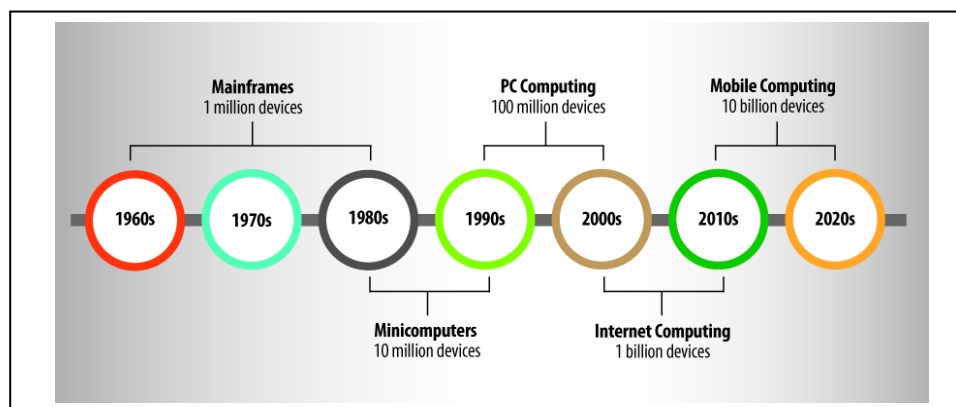 Mainframes
1 million devices
PC Computing
100 million devices
Mobile Computing
10 billion devices
1960s
1970s
1980s
1990s
2000s
2010s
2020s
Minicomputers
10 million devices
Internet Computing
1 billion devices